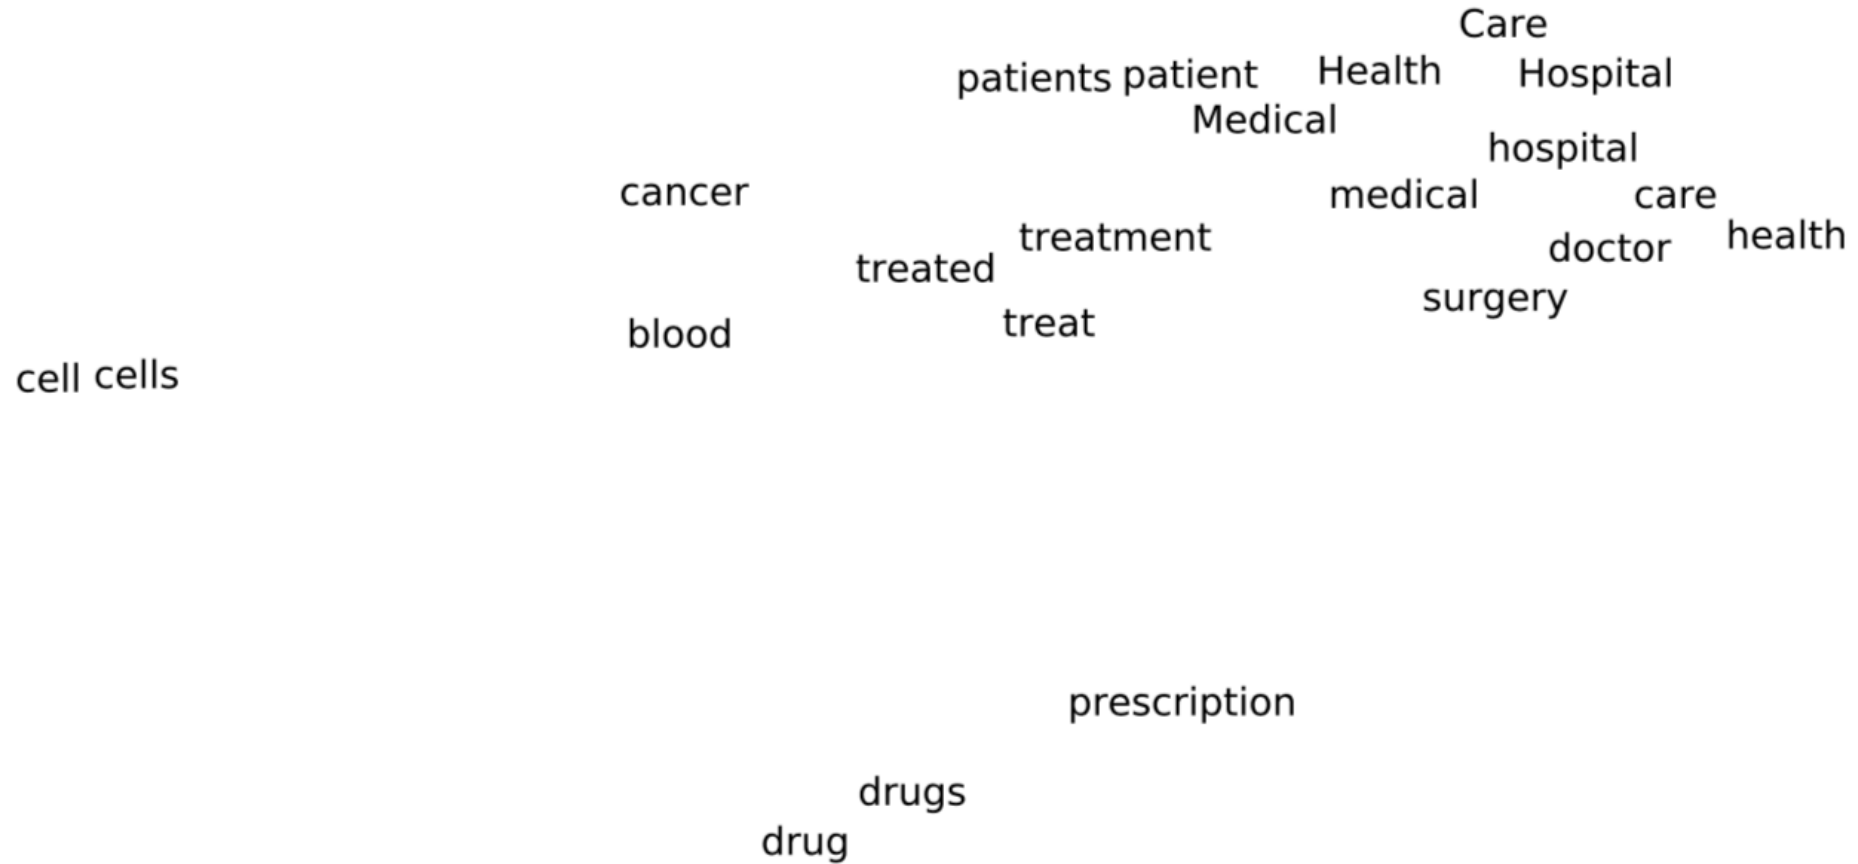 Care
patients patient Health Hospital
Medical
hospital
cancer medical care
treatment doctor health
treated surgery
blood treat
cell cells
prescription
drugs
drug